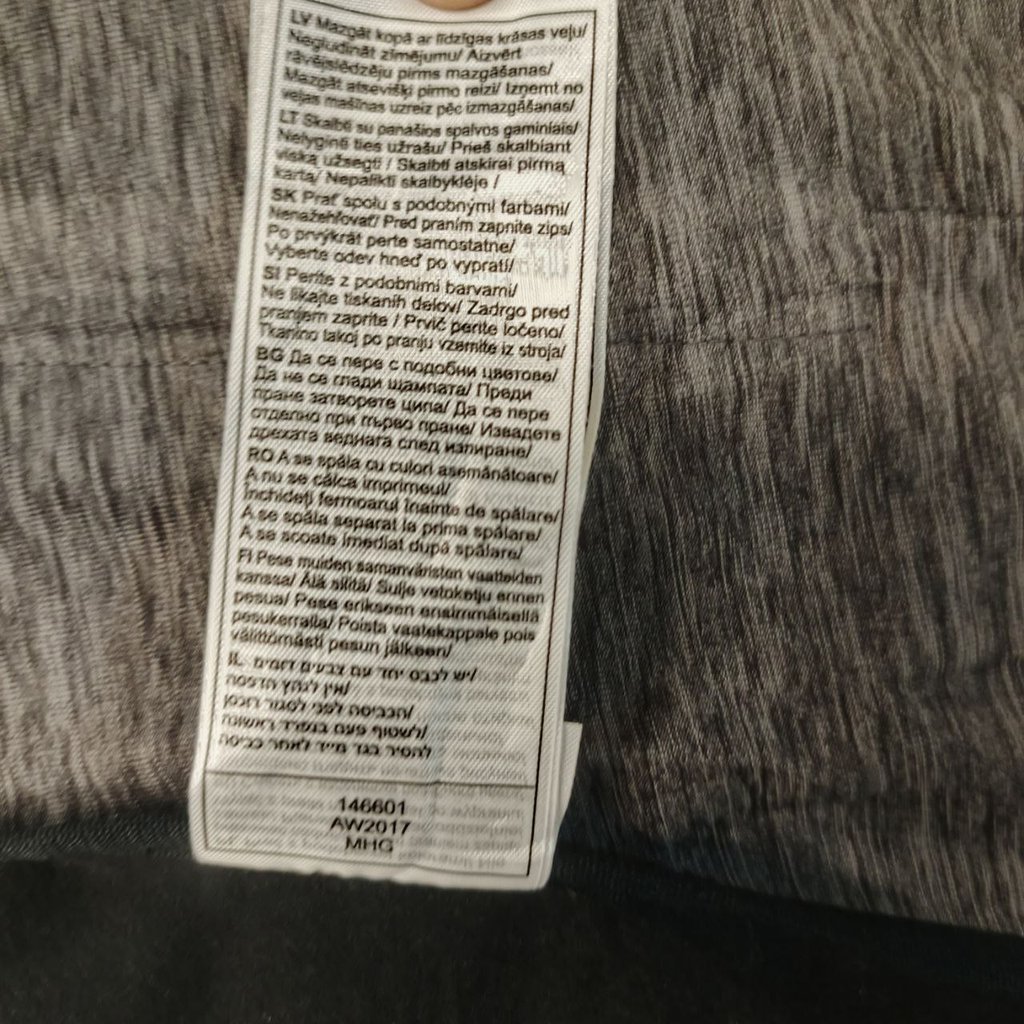 LV Mazgāt kopā ar līdzīgas krāsas veļu/
Negludināt zīmējumu/ Aizvērt
rāvējslēdzēju pirms mazgāšanas/
Mazgāt atsevišķi pirmo reizi/ Izņemt no
veļas mašīnas uzreiz pēc izmazgāšanas/
LT Skalbti su panašios spalvos gaminiais/
Nelyginti ties užrašu/ Prieš skalbiant
viską užsegti / Skalbti atskirai pirmą
kartą/ Nepalikti skalbyklėje /
SK Prať spolu s podobnými farbami/
Nenažehľovať/ Pred praním zapnite zips/
Po prvýkrát perte samostatne/
Vyberte odev hneď po vypratí/
SI Perite z podobnimi barvami/
Ne likajte tiskanih delov/ Zadrgo pred
pranjem zaprite / Prvič perite ločeno/
Tkanino takoj po pranju vzemite iz stroja/
BG Да се пере с подобни цветове/
Да не се глади щампата/ Преди
пране затворете ципа/ Да се пере
отделно при първо пране/ Извадете
дрехата веднага след изпиране/
RO A se spăla cu culori asemănătoare/
A nu se călca imprimeul/
Închideți fermoarul înainte de spălare/
A se spăla separat la prima spălare/
A se scoate imediat după spălare/
FI Pese muiden samanväristen vaatteiden
kanssa/ Älä silitä/ Sulje vetoketju ennen
pesua/ Pese erikseen ensimmäisellä
pesukerralla/ Poista vaatekappale pois
välittömästi pesun jälkeen/
IL יש לכבס יחד עם צבעים דומים/
אין לגהץ הדפסה/
הכביסה לפני לסגור רוכסן/
לשטוף פעם בנפרד ראשונה/
להסיר בגד מייד לאחר כביסה
146601
AW2017
MHG